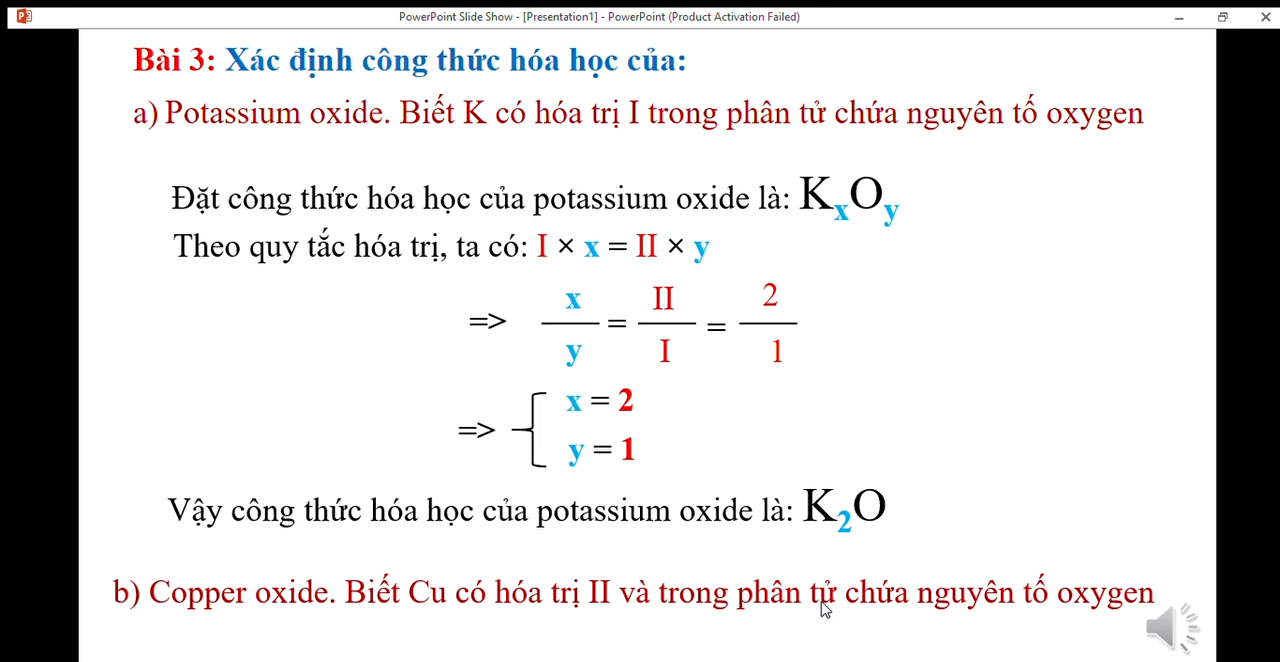 PowerPoint Slide Show - [Presentation1] - PowerPoint (Product Activation Failed)
Bài 3: Xác định công thức hóa học của:
a) Potassium oxide. Biết K có hóa trị I trong phân tử chứa nguyên tố oxygen
Đặt công thức hóa học của potassium oxide là: KxOy
Theo quy tắc hóa trị, ta có: I × x = II × y
=> x/y = II/I = 2/1
=> { x = 2
y = 1
Vậy công thức hóa học của potassium oxide là: K2O
b) Copper oxide. Biết Cu có hóa trị II và trong phân tử chứa nguyên tố oxygen